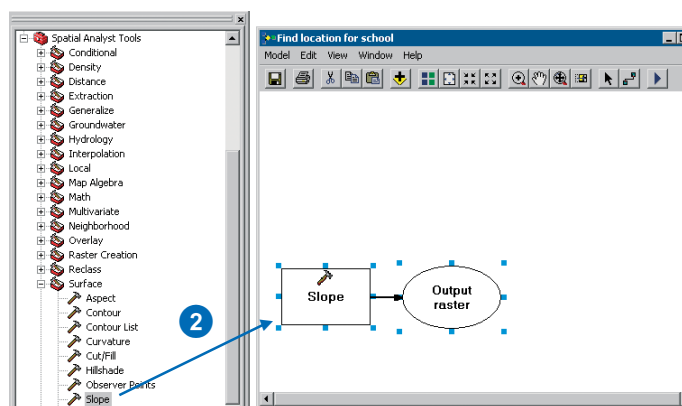 x
Spatial Analyst Tools
Conditional
Density
Distance
Extraction
Generalize
Groundwater
Hydrology
Interpolation
Local
Map Algebra
Math
Multivariate
Neighborhood
Overlay
Raster Creation
Reclass
Surface
Aspect
Contour
Contour List
Curvature
Cut/Fill
Hillshade
Observer Points
Slope
2
Find location for school
Model Edit View Window Help
Slope
Output
raster